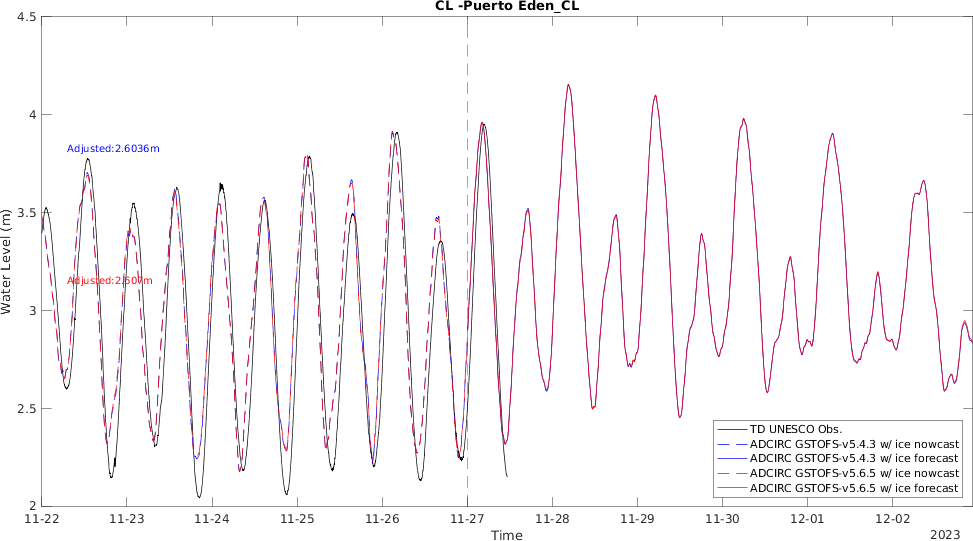 CL -Puerto Eden_CL
4.5
4
3.5
3
2.5
2
Water Level (m)
Adjusted:2.6036m
Adjusted:2.507m
TD UNESCO Obs.
ADCIRC GSTOFS-v5.4.3 w/ ice nowcast
ADCIRC GSTOFS-v5.4.3 w/ ice forecast
ADCIRC GSTOFS-v5.6.5 w/ ice nowcast
ADCIRC GSTOFS-v5.6.5 w/ ice forecast
11-22 11-23 11-24 11-25 11-26 11-27 11-28 11-29 11-30 12-01 12-02
Time
2023